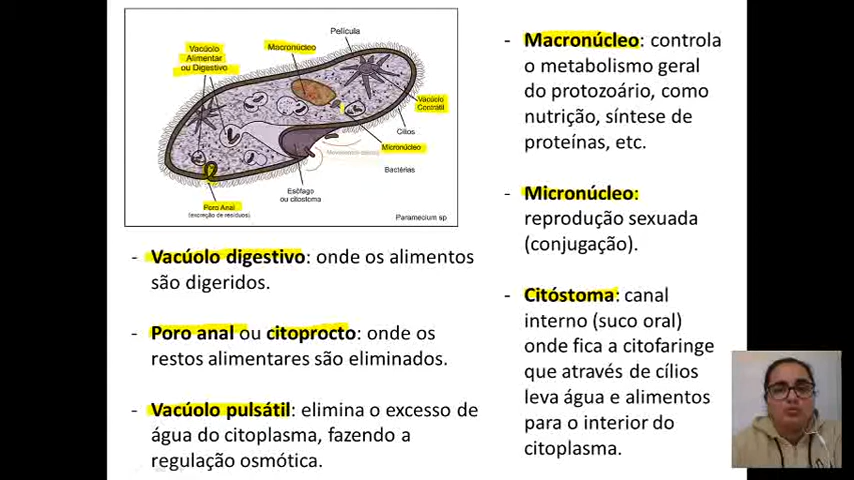 Película
Vacúolo
Alimentar
ou Digestivo
Macronúcleo
Vacúolo
Contrátil
Cílios
Micronúcleo
Bactérias
Esôfago
ou citostoma
Poro Anal
(excreção de resíduos)
Paramecium sp
- Vacúolo digestivo: onde os alimentos
são digeridos.
- Poro anal ou citoprocto: onde os
restos alimentares são eliminados.
- Vacúolo pulsátil: elimina o excesso de
água do citoplasma, fazendo a
regulação osmótica.
- Macronúcleo: controla
o metabolismo geral
do protozoário, como
nutrição, síntese de
proteínas, etc.
- Micronúcleo:
reprodução sexuada
(conjugação).
- Citóstoma: canal
interno (suco oral)
onde fica a citofaringe
que através de cílios
leva água e alimentos
para o interior do
citoplasma.